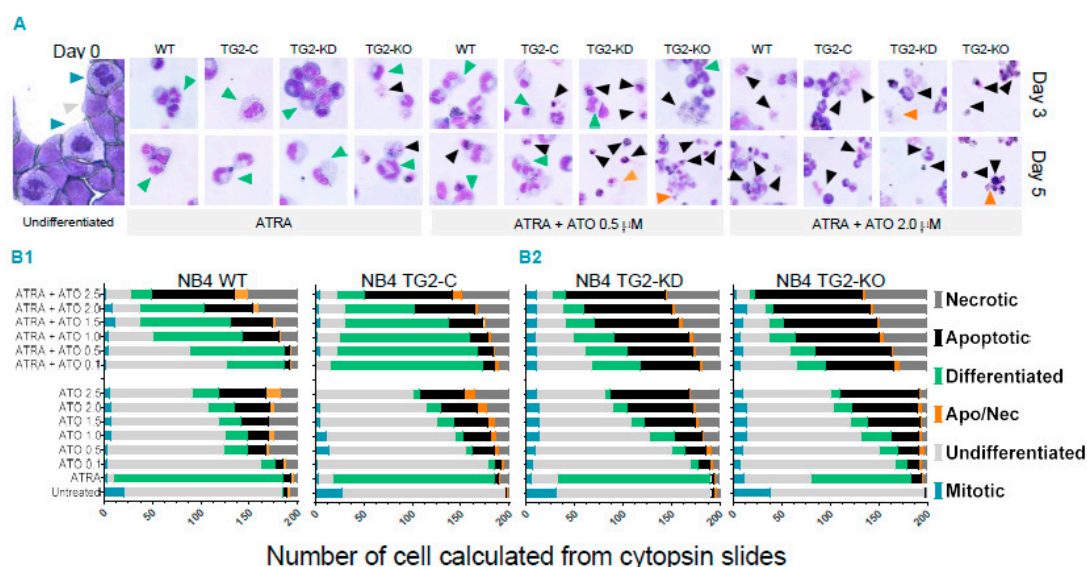 A
Day 0
WT TG2-C TG2-KD TG2-KO WT TG2-C TG2-KD TG2-KO WT TG2-C TG2-KD TG2-KO
Day 3
Day 5
Undifferentiated ATRA ATRA + ATO 0.5 μM ATRA + ATO 2.0 μM
B1 B2
NB4 WT NB4 TG2-C NB4 TG2-KD NB4 TG2-KO
ATRA + ATO 2.5
ATRA + ATO 2.0
ATRA + ATO 1.5
ATRA + ATO 1.0
ATRA + ATO 0.5
ATRA + ATO 0.1
ATO 2.5
ATO 2.0
ATO 1.5
ATO 1.0
ATO 0.5
ATO 0.1
ATRA
Untreated
0 50 100 150 200 0 50 100 150 200 0 50 100 150 200 0 50 100 150 200
Necrotic
Apoptotic
Differentiated
Apo/Nec
Undifferentiated
Mitotic
Number of cell calculated from cytopsin slides